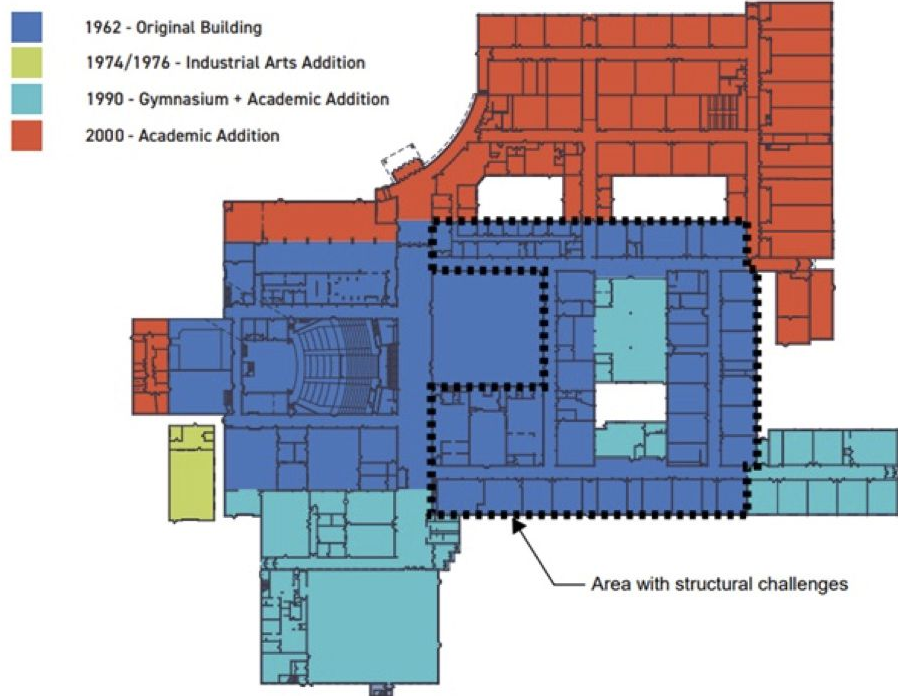 1962 - Original Building
1974/1976 - Industrial Arts Addition
1990 - Gymnasium + Academic Addition
2000 - Academic Addition
Area with structural challenges